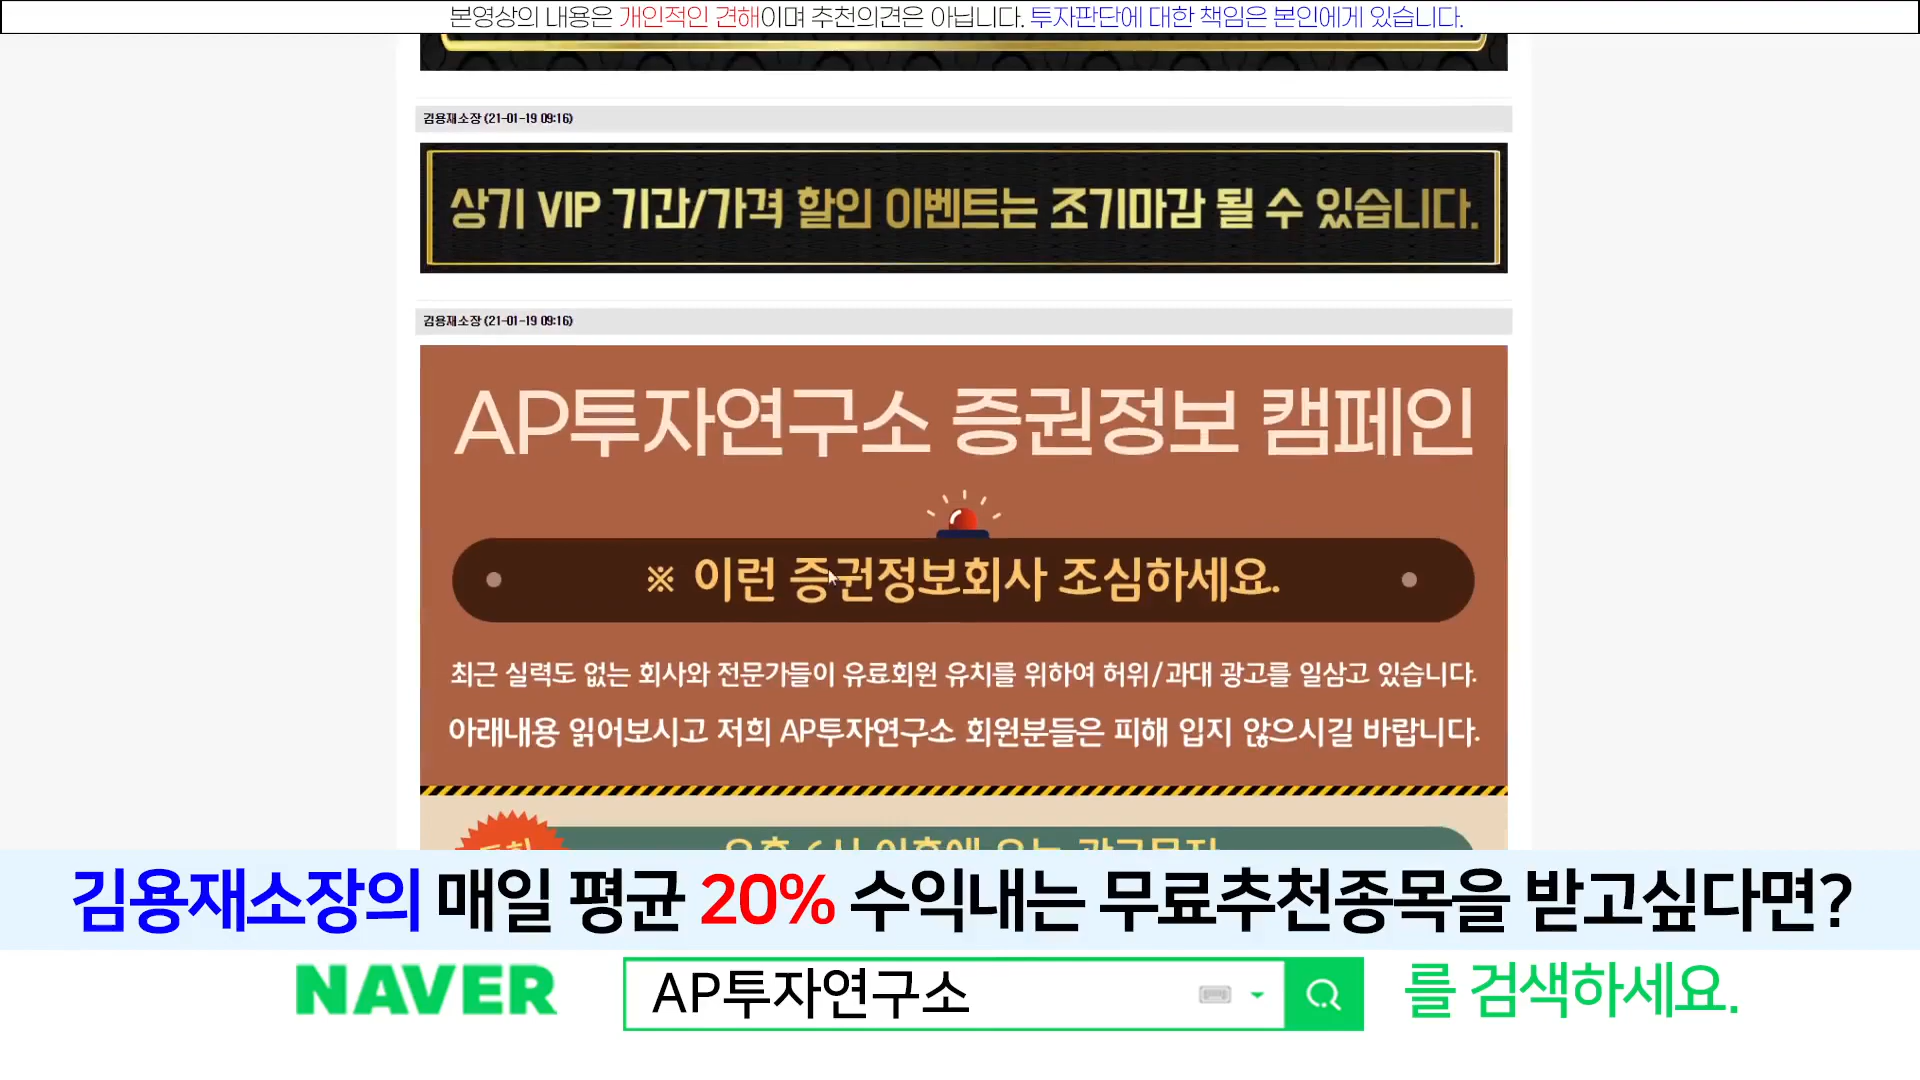 본영상의 내용은 개인적인 견해이며 추천의견은 아닙니다. 투자판단에 대한 책임은 본인에게 있습니다.
김용재소장 (21-01-19 09:16)
상기 VIP 기간/가격 할인 이벤트는 조기마감 될 수 있습니다.
김용재소장 (21-01-19 09:16)
AP투자연구소 증권정보 캠페인
※ 이런 증권정보회사 조심하세요.
최근 실력도 없는 회사와 전문가들이 유료회원 유치를 위하여 허위/과대 광고를 일삼고 있습니다.
아래내용 읽어보시고 저희 AP투자연구소 회원분들은 피해 입지 않으시길 바랍니다.
김용재소장의 매일 평균 20% 수익내는 무료추천종목을 받고싶다면?
NAVER AP투자연구소 를 검색하세요.